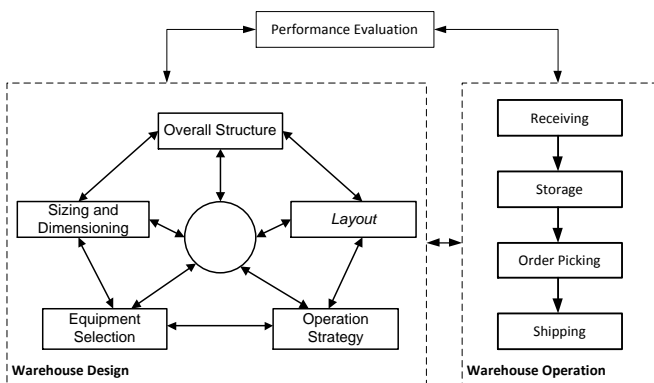 Performance Evaluation
Overall Structure
Sizing and
Dimensioning
Layout
Equipment
Selection
Operation
Strategy
Warehouse Design
Receiving
Storage
Order Picking
Shipping
Warehouse Operation